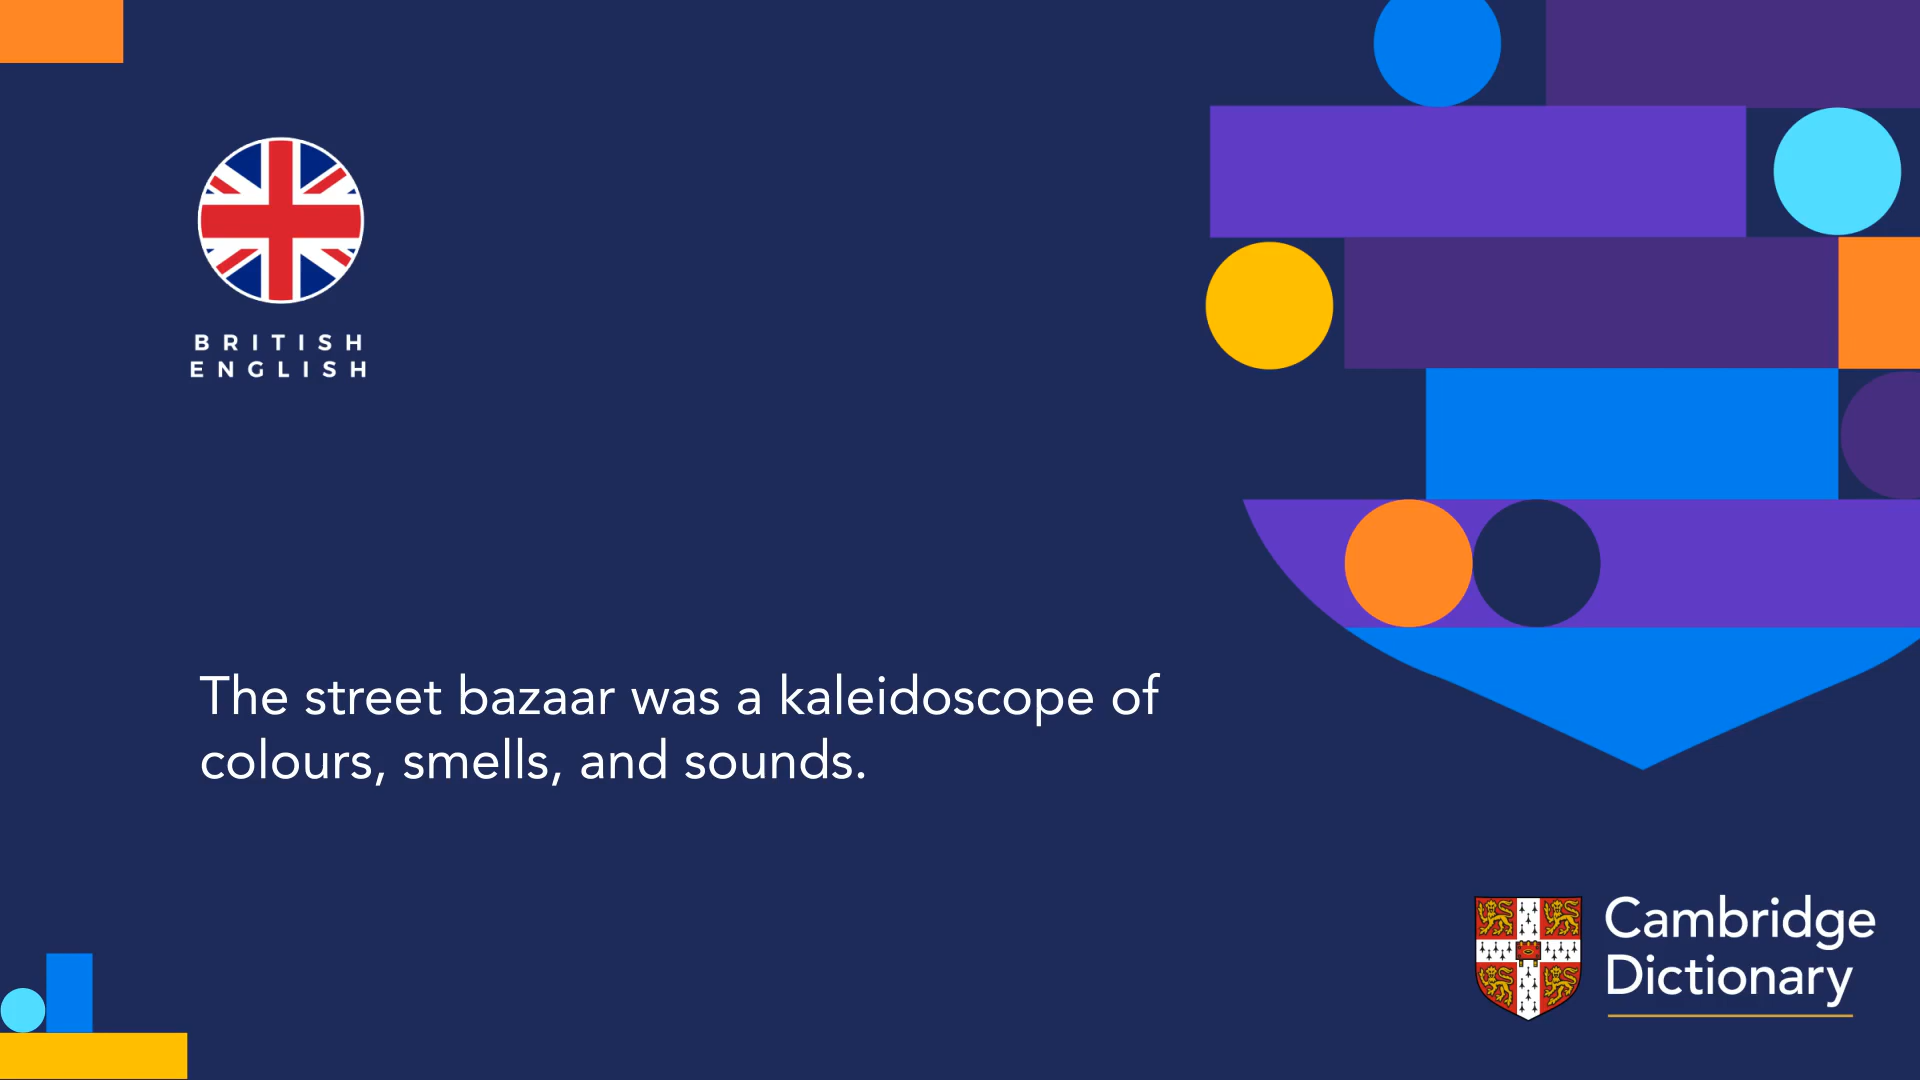 BRITISH
ENGLISH
The street bazaar was a kaleidoscope of
colours, smells, and sounds.
Cambridge
Dictionary